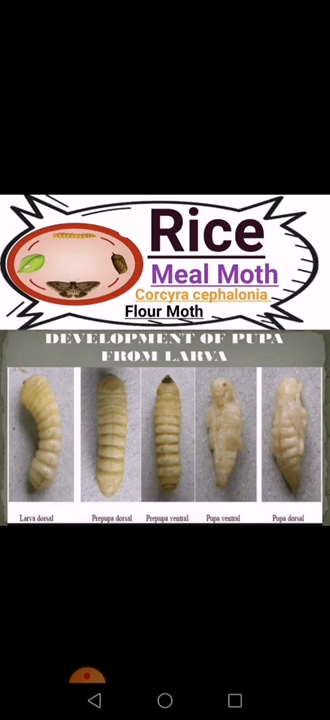 Rice
Meal Moth
Corcyra cephalonia
Flour Moth
DEVELOPMENT OF PUPA
FROM LARVA
Larva dorsal Prepupa dorsal Prepupa ventral Pupa ventral Pupa dorsal